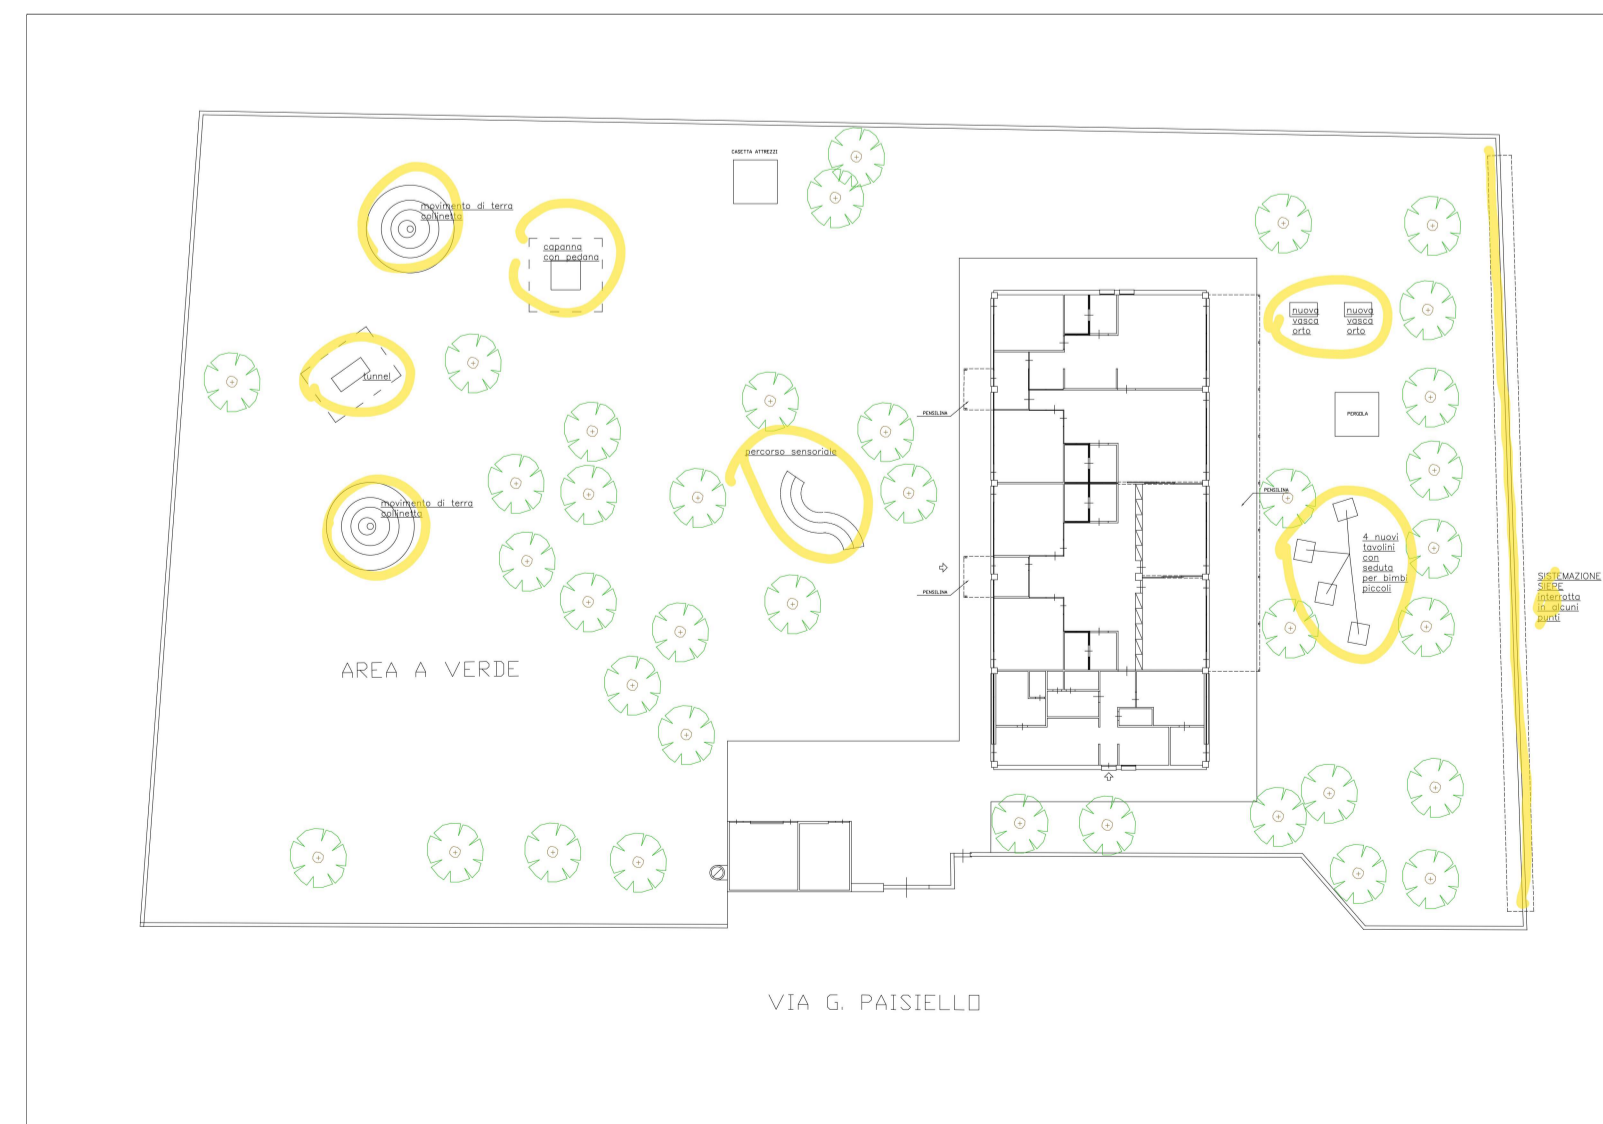 CASETTA ATTREZZI
movimento di terra
collinetta
capanna
con pedana
nuova
vasca
orto
nuova
vasca
orto
tunnel
PENSILINA
PERGOLA
percorso sensoriale
movimento di terra
collinetta
PENSILINA
4 nuovi
tavolini
con
seduta
per bimbi
piccoli
PENSILINA
SISTEMAZIONE
SIEPE
interrotta
in alcuni
punti
AREA A VERDE
VIA G. PAISIELLO